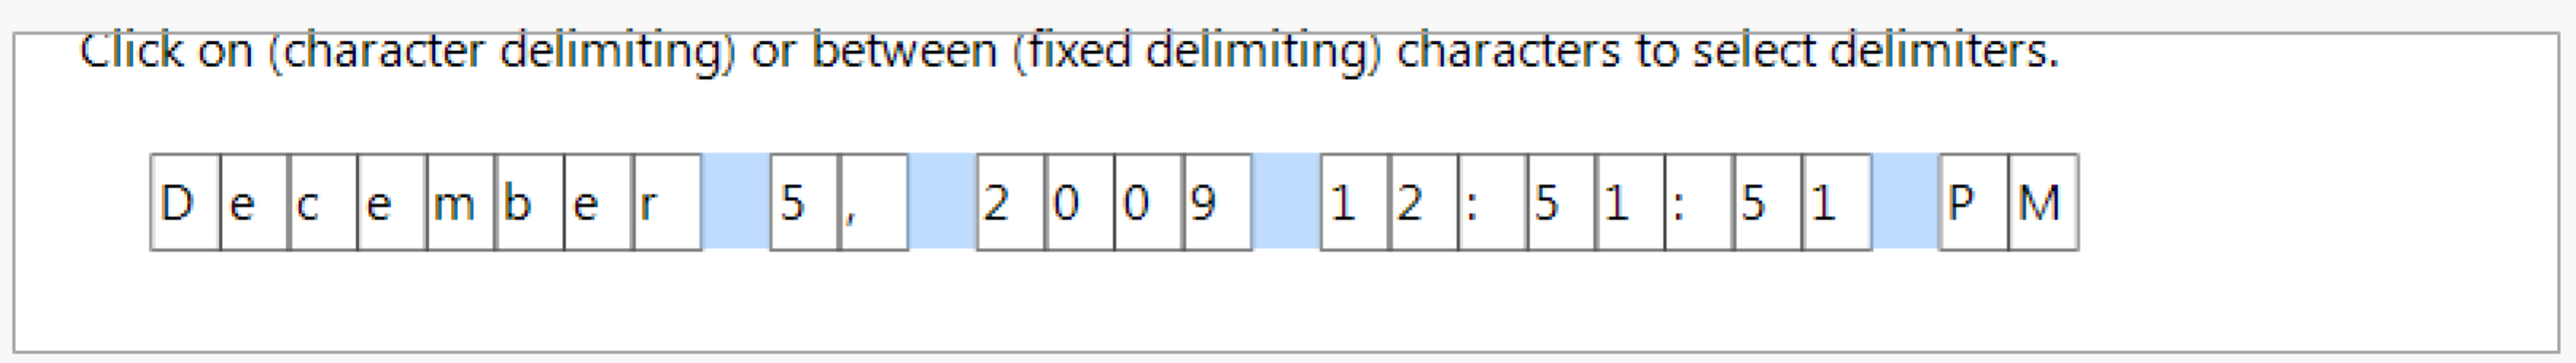 Click on (character delimiting) or between (fixed delimiting) characters to select delimiters.
December 5, 2009 12:51:51 PM